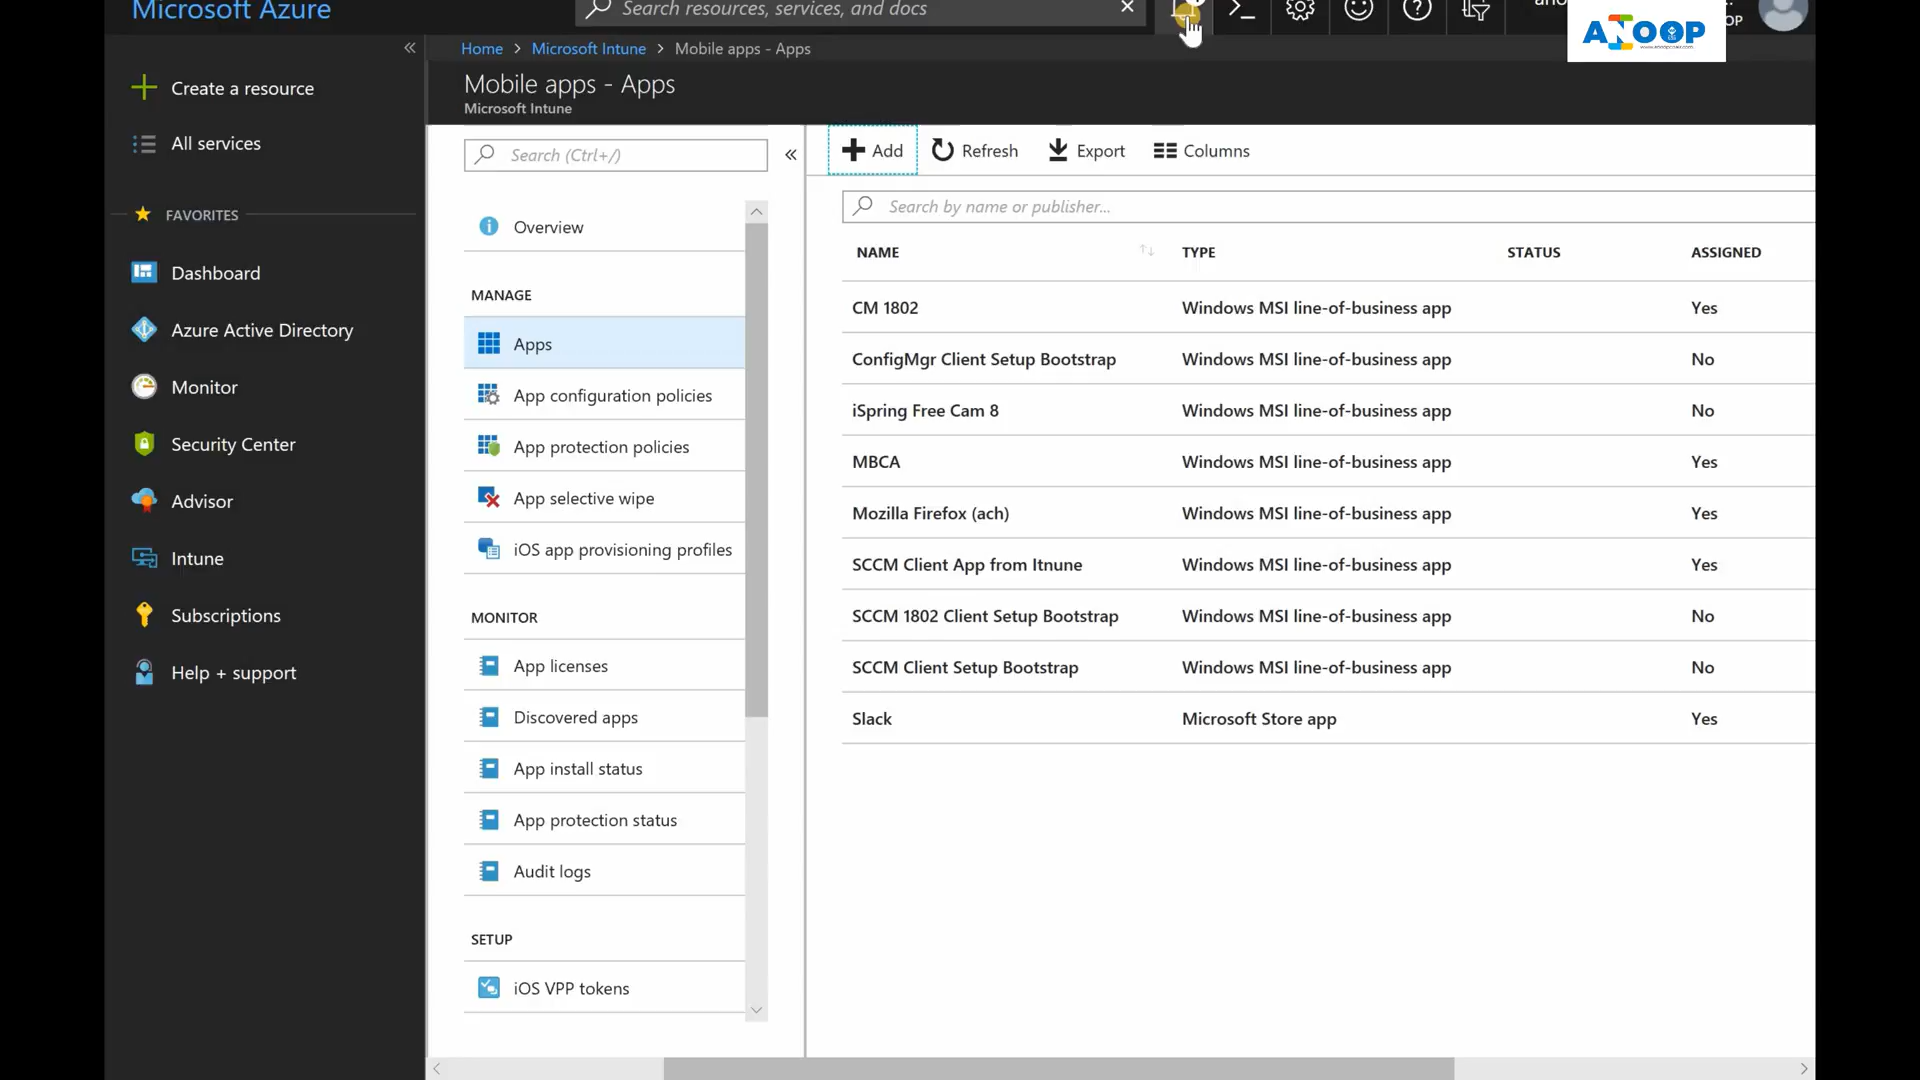 Microsoft Azure
Search resources, services, and docs
ANOOP
www.anoopcnair.com
Home > Microsoft Intune > Mobile apps - Apps
Mobile apps - Apps
Microsoft Intune
Create a resource
All services
FAVORITES
Dashboard
Azure Active Directory
Monitor
Security Center
Advisor
Intune
Subscriptions
Help + support
Search (Ctrl+/)
Overview
MANAGE
Apps
App configuration policies
App protection policies
App selective wipe
iOS app provisioning profiles
MONITOR
App licenses
Discovered apps
App install status
App protection status
Audit logs
SETUP
iOS VPP tokens
Add Refresh Export Columns
Search by name or publisher...
NAME TYPE STATUS ASSIGNED
CM 1802 Windows MSI line-of-business app Yes
ConfigMgr Client Setup Bootstrap Windows MSI line-of-business app No
iSpring Free Cam 8 Windows MSI line-of-business app No
MBCA Windows MSI line-of-business app Yes
Mozilla Firefox (ach) Windows MSI line-of-business app Yes
SCCM Client App from Itnune Windows MSI line-of-business app Yes
SCCM 1802 Client Setup Bootstrap Windows MSI line-of-business app No
SCCM Client Setup Bootstrap Windows MSI line-of-business app No
Slack Microsoft Store app Yes